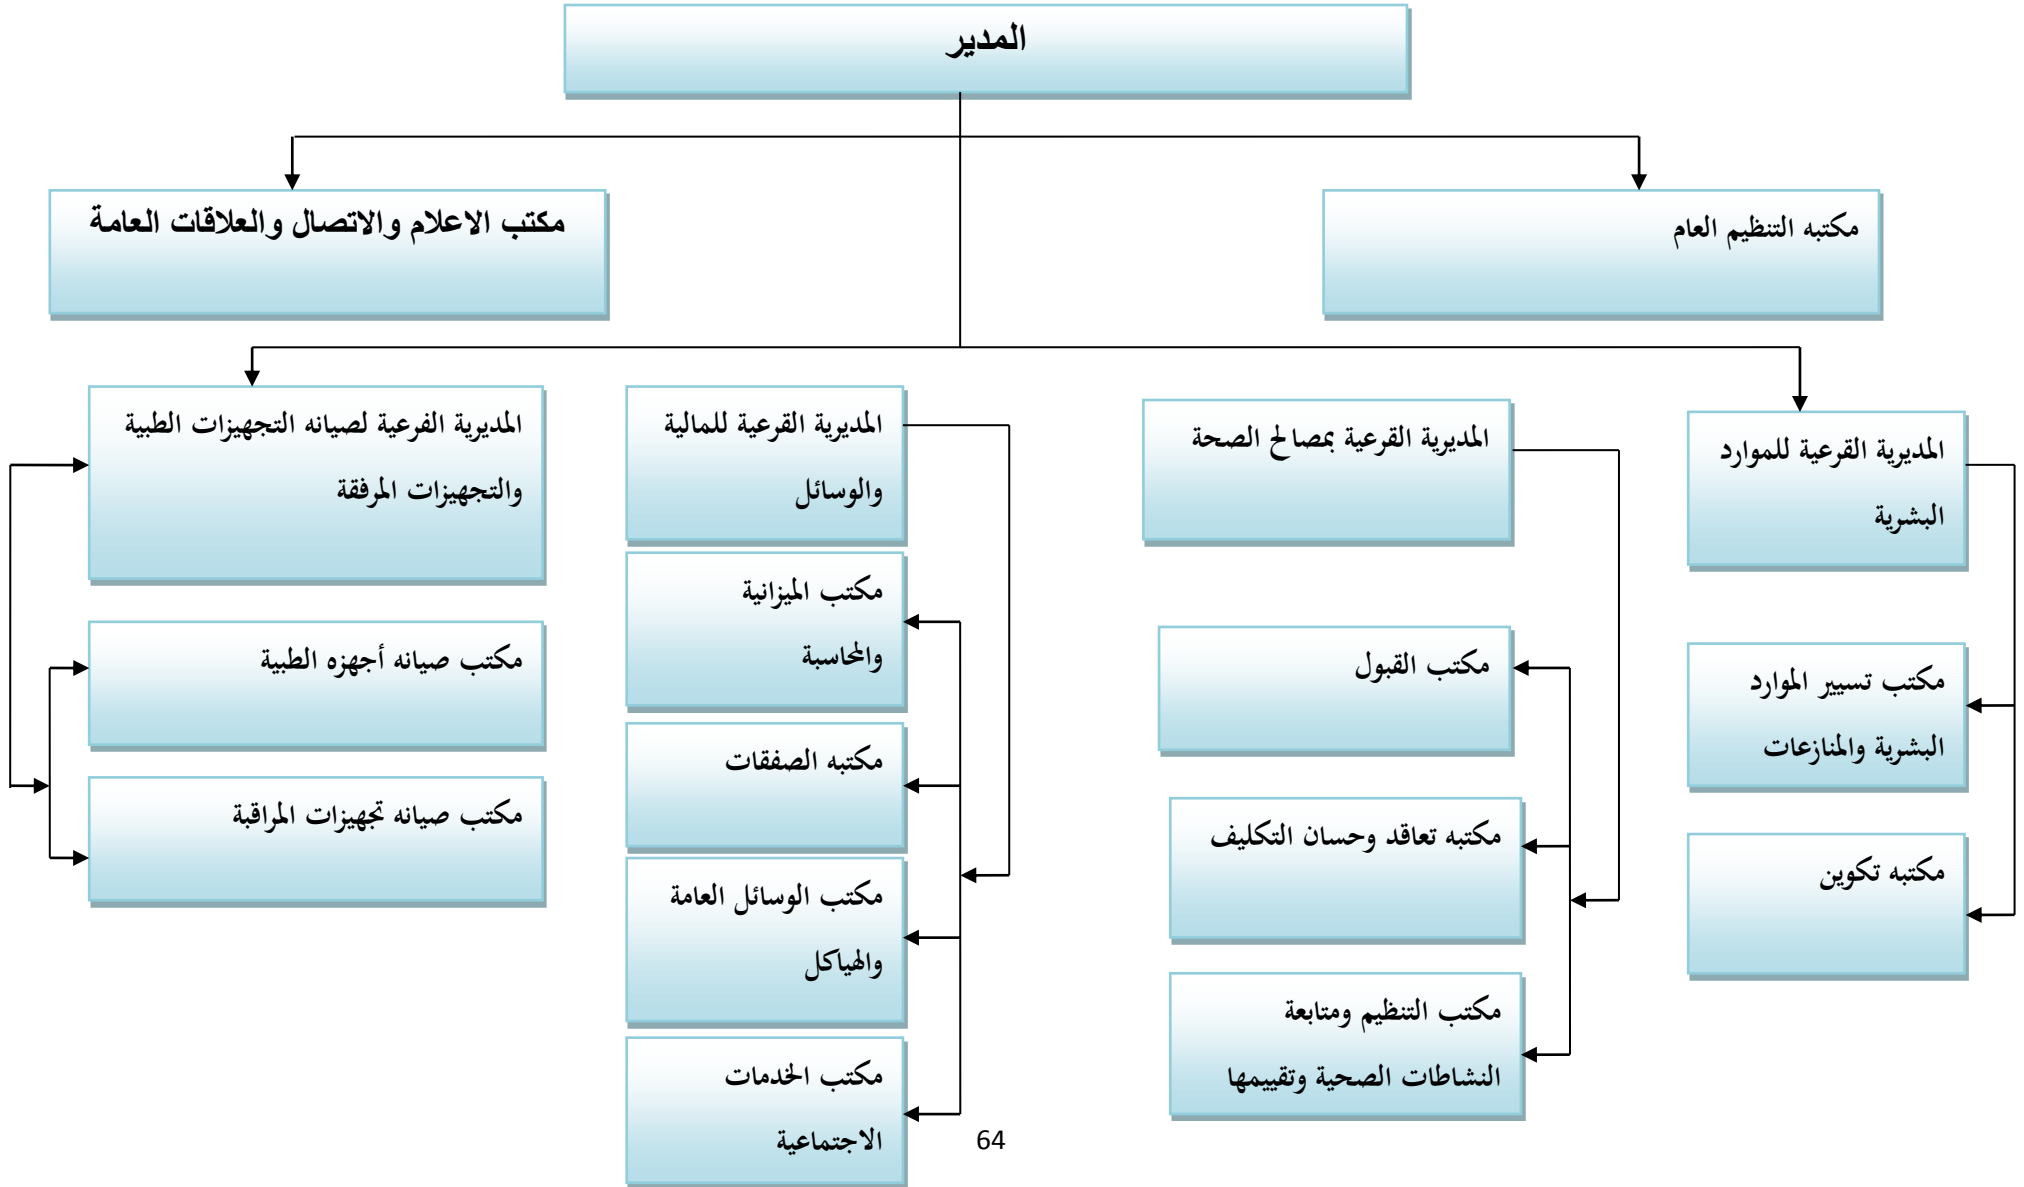 المدير
مكتبه التنظيم العام
مكتب الاعلام والاتصال والعلاقات العامة
المديرية القرعية للموارد
البشرية
مكتب تسيير الموارد
البشرية والمنازعات
مكتبه تكوين
المديرية القرعية بمصالح الصحة
مكتب القبول
مكتبه تعاقد وحسان التكليف
مكتب التنظيم ومتابعة
النشاطات الصحية وتقييمها
المديرية القرعية للمالية
والوسائل
مكتب الميزانية
والمحاسبة
مكتبه الصفقات
مكتب الوسائل العامة
والهياكل
مكتب الخدمات
الاجتماعية
المديرية الفرعية لصيانه التجهيزات الطبية
والتجهيزات المرفقة
مكتب صيانه أجهزه الطبية
مكتب صيانه تجهيزات المراقبة
64